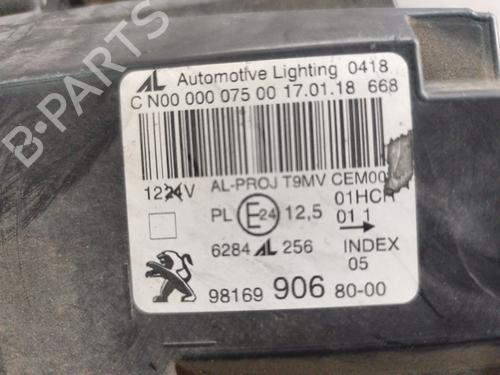 B-PARTS
AL Automotive Lighting 0418
C N00 000 075 00 17.01.18 668
1224V AL-PROJ T9MV CEM00
PL E24 12,5 01HCR
01 1
6284 AL 256 INDEX
05
98169 906 80-00